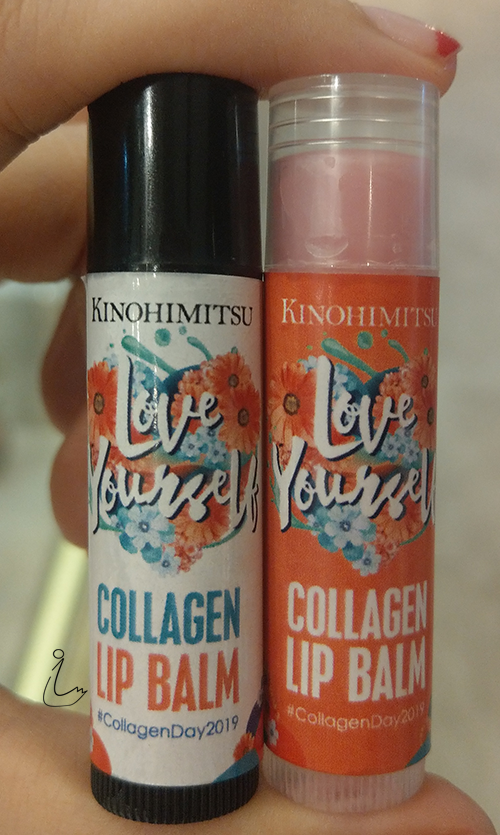 KINOHIMITSU
Love
Yourself
COLLAGEN
LIP BALM
#CollagenDay2019
KINOHIMITSU
Love
Yourself
COLLAGEN
LIP BALM
#CollagenDay2019